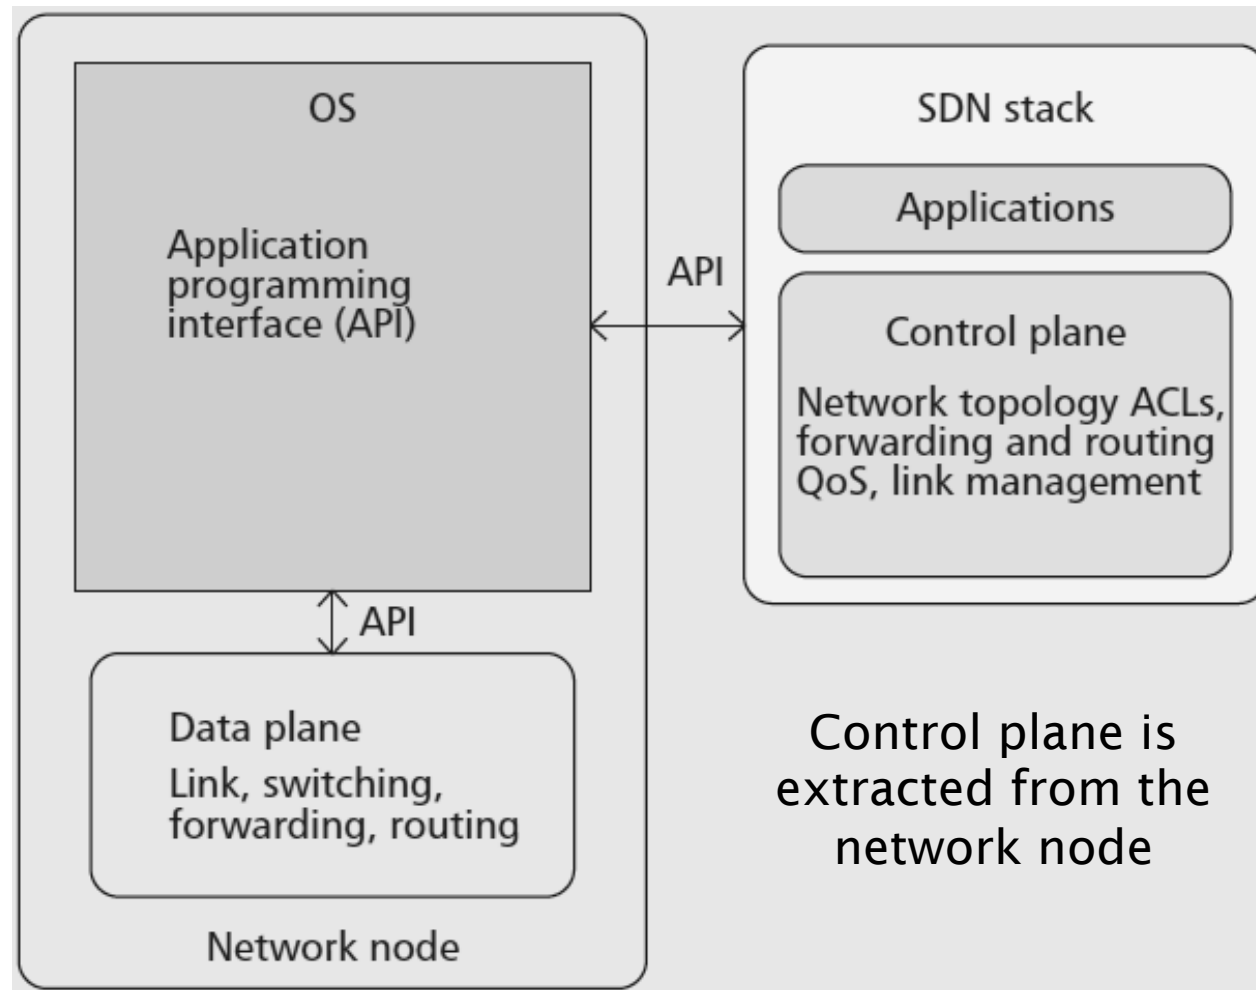 OS
Application
programming
interface (API)
API
Data plane
Link, switching,
forwarding, routing
Network node
API
SDN stack
Applications
Control plane
Network topology ACLs,
forwarding and routing
QoS, link management
Control plane is
extracted from the
network node